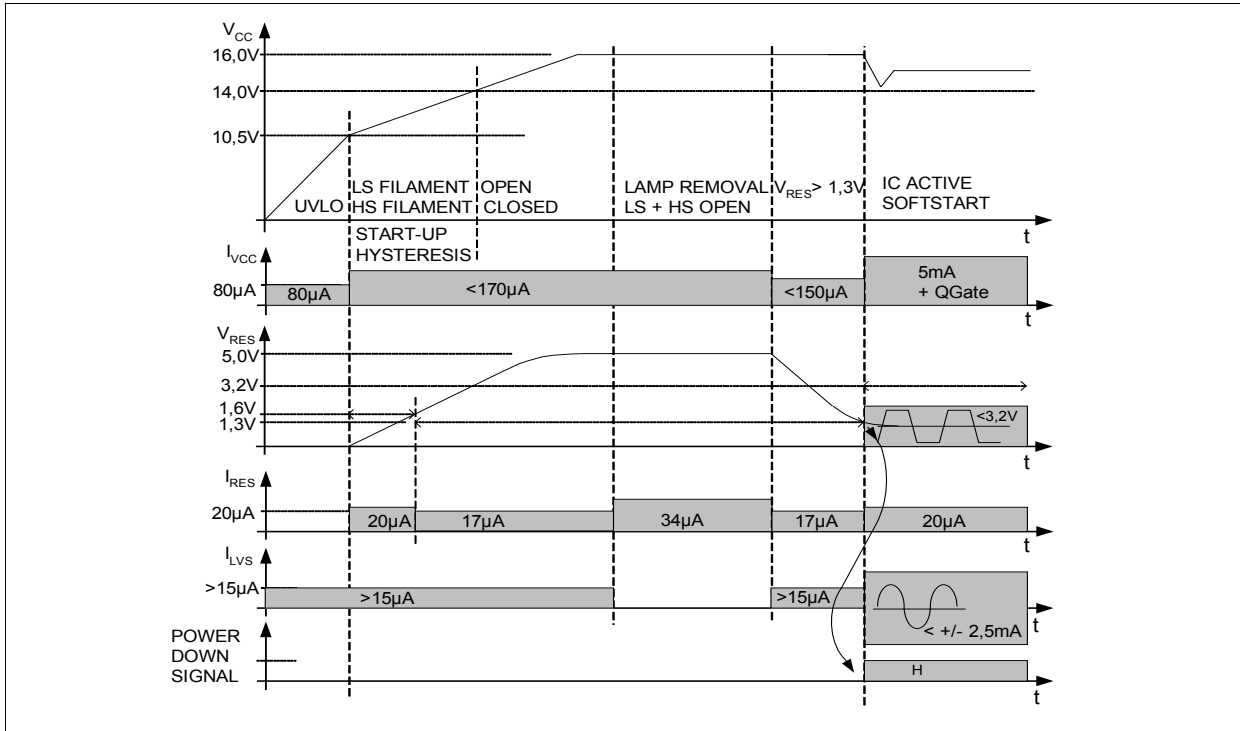 VCC
16,0V
14,0V
10,5V
UVLO
LS FILAMENT OPEN
HS FILAMENT CLOSED
START-UP
HYSTERESIS
LAMP REMOVAL
LS + HS OPEN
VRES> 1,3V
IC ACTIVE
SOFTSTART
t
IVCC
80µA
80µA
<170µA
<150µA
5mA
+ QGate
t
VRES
5,0V
3,2V
1,6V
1,3V
<3,2V
t
IRES
20µA
20µA
17µA
34µA
17µA
20µA
t
ILVS
>15µA
>15µA
>15µA
< +/- 2,5mA
t
POWER
DOWN
SIGNAL
H
t